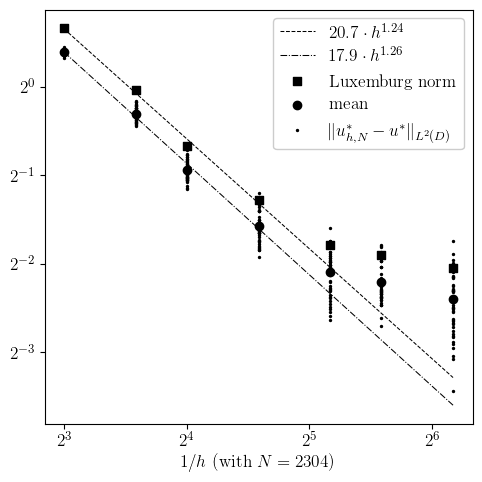 20.7 · h^{1.24}
17.9 · h^{1.26}
Luxemburg norm
mean
||u^*_{h,N} − u^*||_{L^2(D)}
2^0
2^{−1}
2^{−2}
2^{−3}
2^3 2^4 2^5 2^6
1/h (with N = 2304)